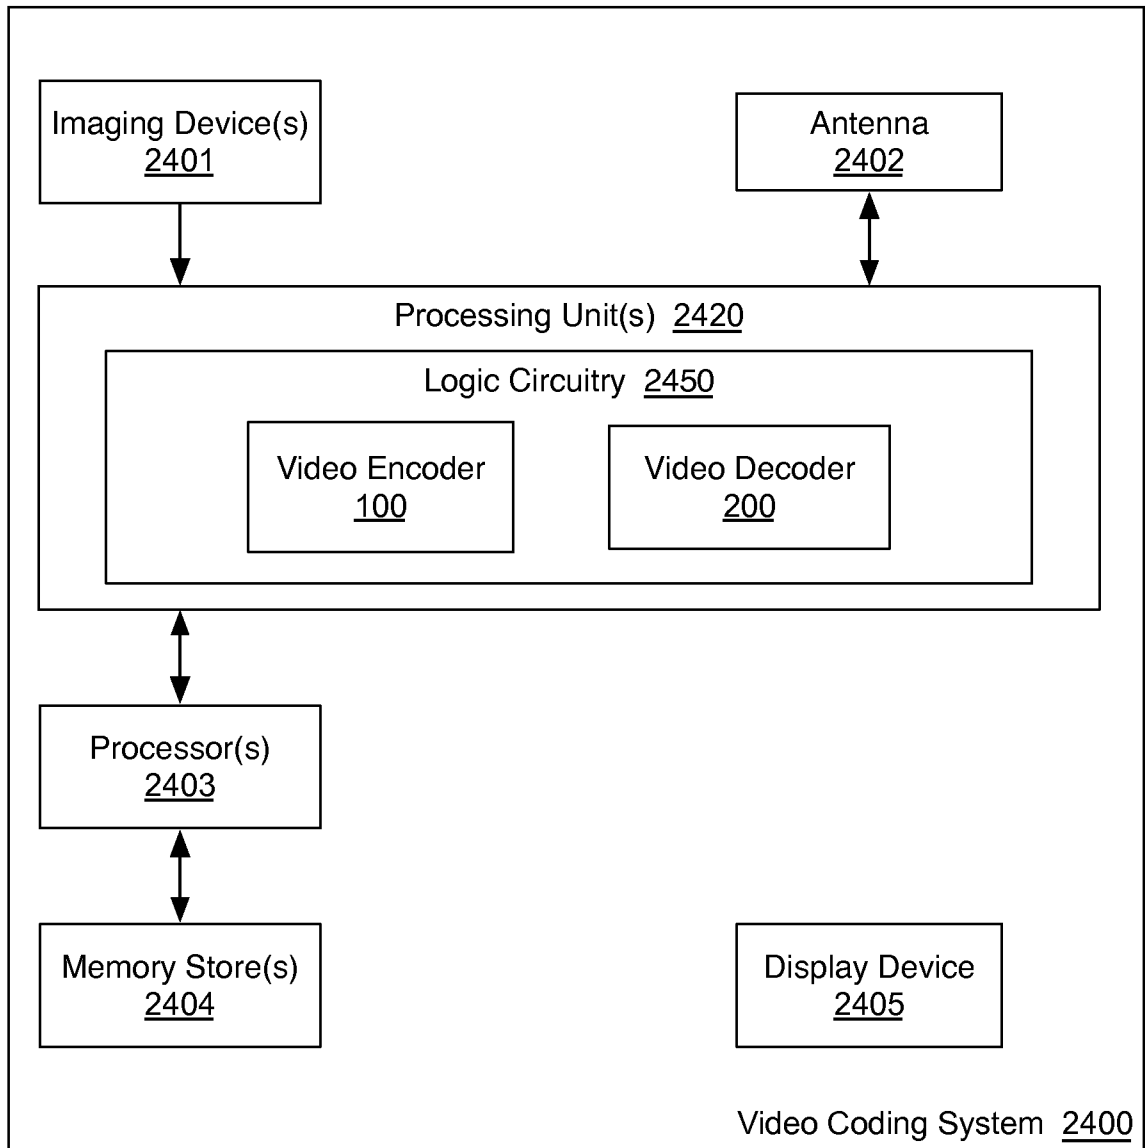 Imaging Device(s)
2401
Antenna
2402
Processing Unit(s) 2420
Logic Circuitry 2450
Video Encoder
100
Video Decoder
200
Processor(s)
2403
Memory Store(s)
2404
Display Device
2405
Video Coding System 2400